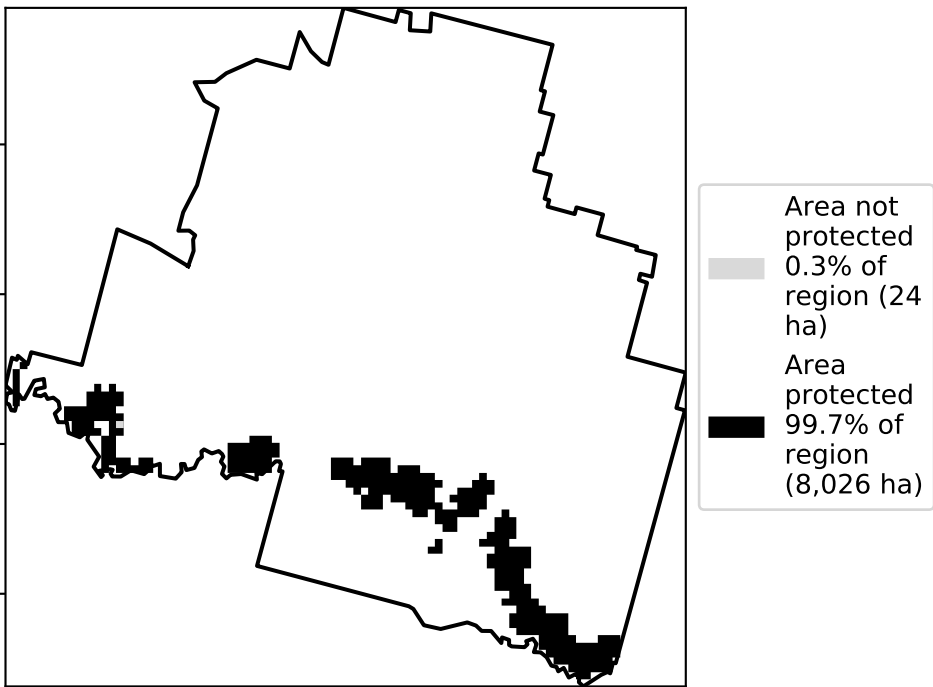 Area not
protected
0.3% of
region (24
ha)
Area
protected
99.7% of
region
(8,026 ha)